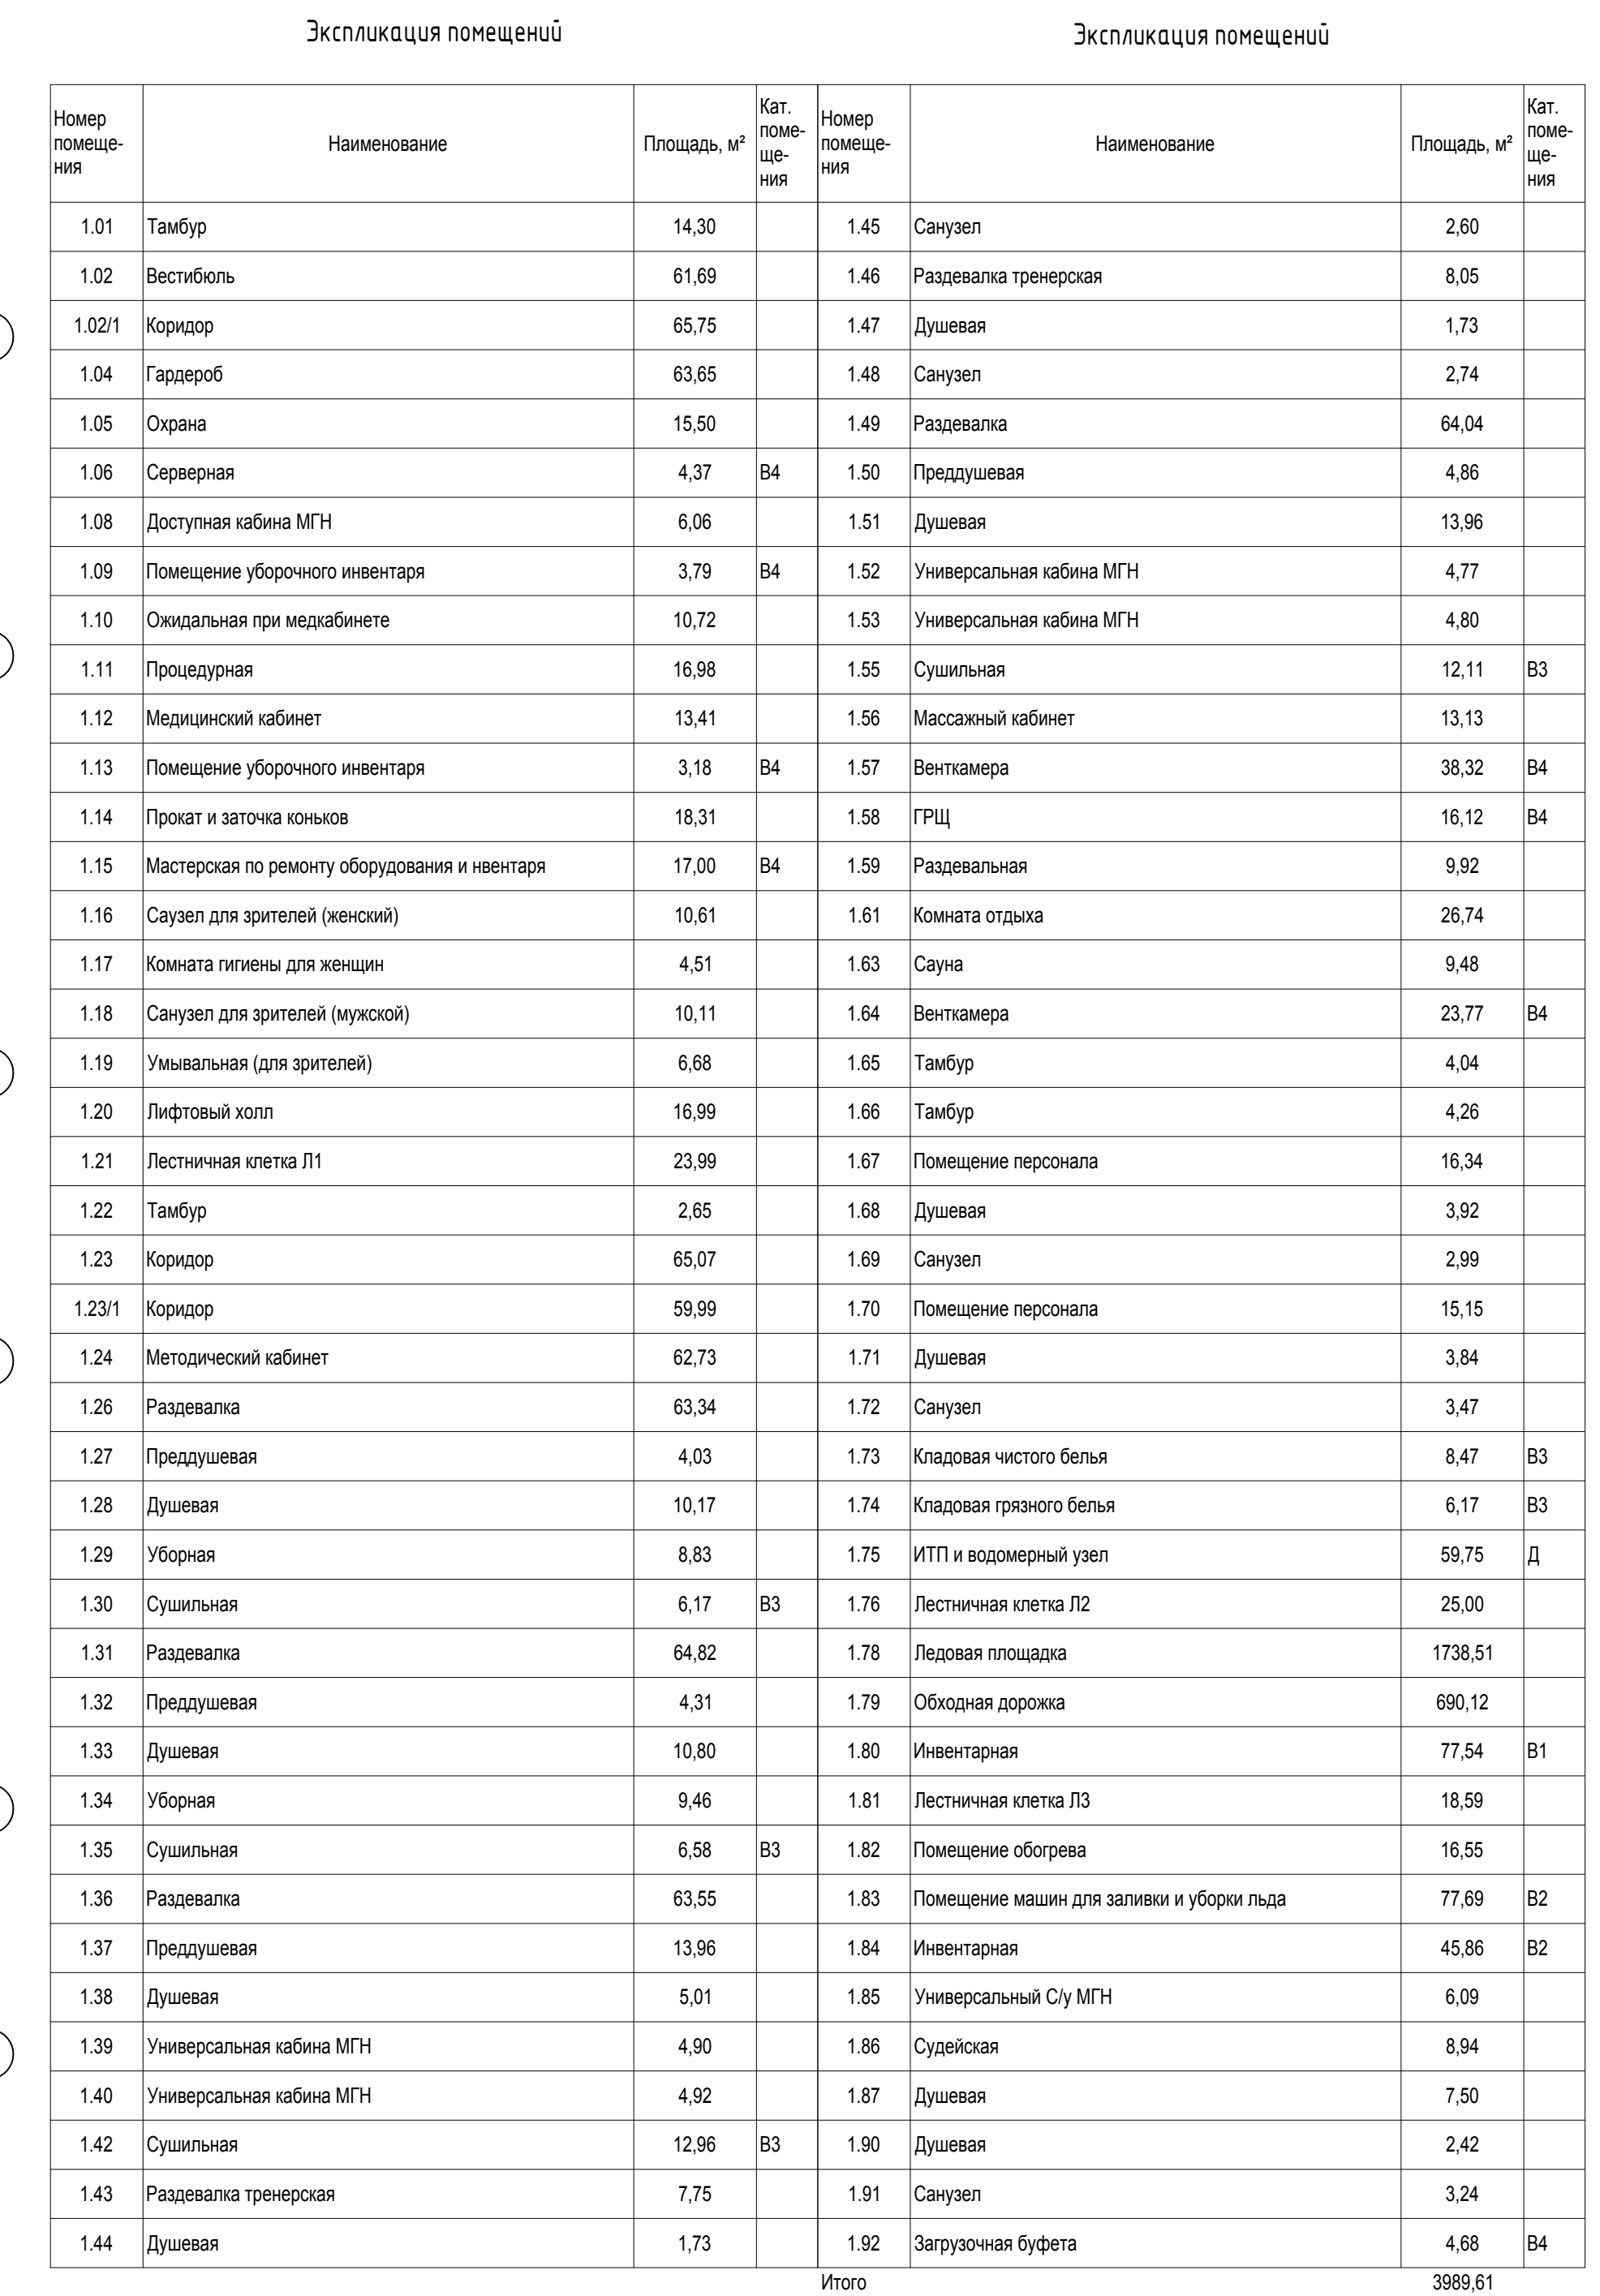 Экспликация помещений
Номер помеще- ния Наименование Площадь, м² Кат. поме- ще- ния
1.01 Тамбур 14,30
1.02 Вестибюль 61,69
1.02/1 Коридор 65,75
1.04 Гардероб 63,65
1.05 Охрана 15,50
1.06 Серверная 4,37 В4
1.08 Доступная кабина МГН 6,06
1.09 Помещение уборочного инвентаря 3,79 В4
1.10 Ожидальная при медкабинете 10,72
1.11 Процедурная 16,98
1.12 Медицинский кабинет 13,41
1.13 Помещение уборочного инвентаря 3,18 В4
1.14 Прокат и заточка коньков 18,31
1.15 Мастерская по ремонту оборудования и нвентаря 17,00 В4
1.16 Саузел для зрителей (женский) 10,61
1.17 Комната гигиены для женщин 4,51
1.18 Санузел для зрителей (мужской) 10,11
1.19 Умывальная (для зрителей) 6,68
1.20 Лифтовый холл 16,99
1.21 Лестничная клетка Л1 23,99
1.22 Тамбур 2,65
1.23 Коридор 65,07
1.23/1 Коридор 59,99
1.24 Методический кабинет 62,73
1.26 Раздевалка 63,34
1.27 Преддушевая 4,03
1.28 Душевая 10,17
1.29 Уборная 8,83
1.30 Сушильная 6,17 В3
1.31 Раздевалка 64,82
1.32 Преддушевая 4,31
1.33 Душевая 10,80
1.34 Уборная 9,46
1.35 Сушильная 6,58 В3
1.36 Раздевалка 63,55
1.37 Преддушевая 13,96
1.38 Душевая 5,01
1.39 Универсальная кабина МГН 4,90
1.40 Универсальная кабина МГН 4,92
1.42 Сушильная 12,96 В3
1.43 Раздевалка тренерская 7,75
1.44 Душевая 1,73
Экспликация помещений
Номер помеще- ния Наименование Площадь, м² Кат. поме- ще- ния
1.45 Санузел 2,60
1.46 Раздевалка тренерская 8,05
1.47 Душевая 1,73
1.48 Санузел 2,74
1.49 Раздевалка 64,04
1.50 Преддушевая 4,86
1.51 Душевая 13,96
1.52 Универсальная кабина МГН 4,77
1.53 Универсальная кабина МГН 4,80
1.55 Сушильная 12,11 В3
1.56 Массажный кабинет 13,13
1.57 Венткамера 38,32 В4
1.58 ГРЩ 16,12 В4
1.59 Раздевальная 9,92
1.61 Комната отдыха 26,74
1.63 Сауна 9,48
1.64 Венткамера 23,77 В4
1.65 Тамбур 4,04
1.66 Тамбур 4,26
1.67 Помещение персонала 16,34
1.68 Душевая 3,92
1.69 Санузел 2,99
1.70 Помещение персонала 15,15
1.71 Душевая 3,84
1.72 Санузел 3,47
1.73 Кладовая чистого белья 8,47 В3
1.74 Кладовая грязного белья 6,17 В3
1.75 ИТП и водомерный узел 59,75 Д
1.76 Лестничная клетка Л2 25,00
1.78 Ледовая площадка 1738,51
1.79 Обходная дорожка 690,12
1.80 Инвентарная 77,54 В1
1.81 Лестничная клетка Л3 18,59
1.82 Помещение обогрева 16,55
1.83 Помещение машин для заливки и уборки льда 77,69 В2
1.84 Инвентарная 45,86 В2
1.85 Универсальный С/у МГН 6,09
1.86 Судейская 8,94
1.87 Душевая 7,50
1.90 Душевая 2,42
1.91 Санузел 3,24
1.92 Загрузочная буфета 4,68 В4
Итого 3989,61